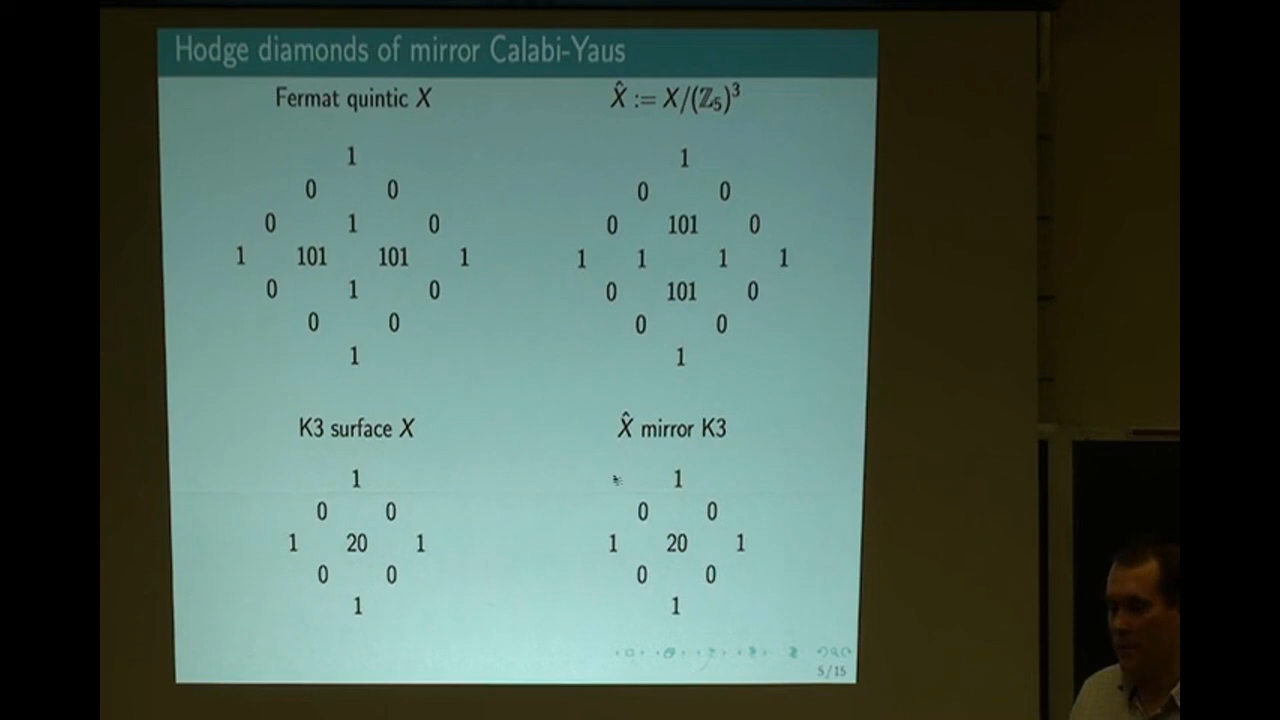 Hodge diamonds of mirror Calabi-Yaus
Fermat quintic X
1
0 0
0 1 0
1 101 101 1
0 1 0
0 0
1
X̂ := X/(ℤ₅)³
1
0 0
0 101 0
1 1 1 1
0 101 0
0 0
1
K3 surface X
1
0 0
1 20 1
0 0
1
X̂ mirror K3
1
0 0
1 20 1
0 0
1
5/15